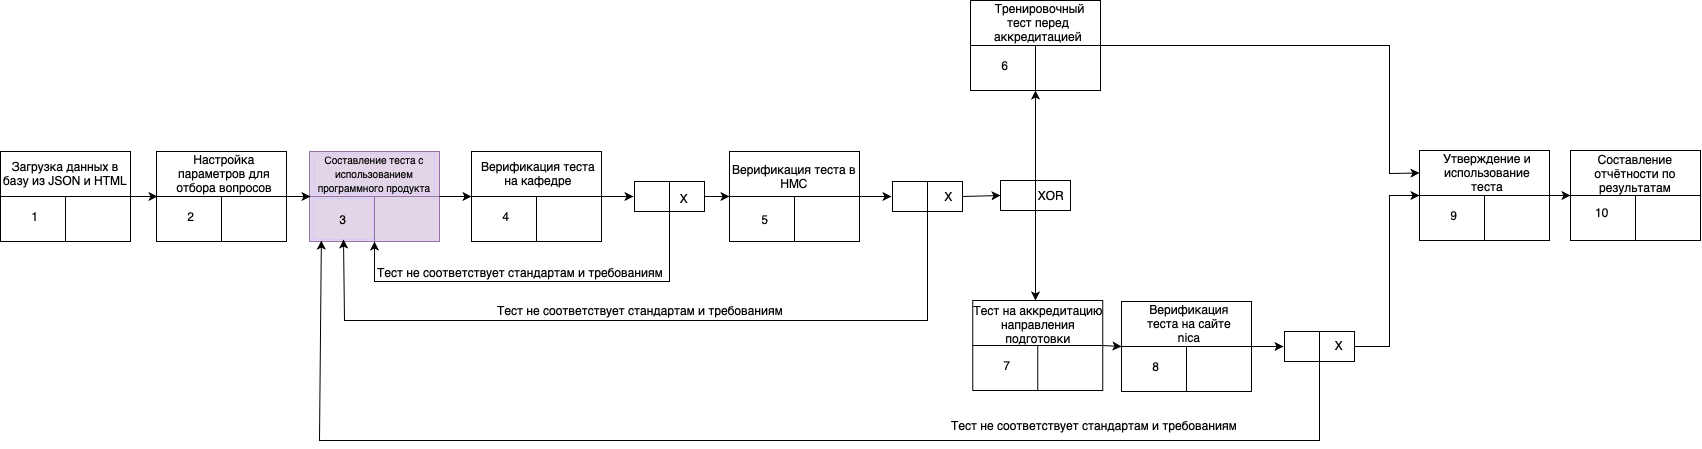 Тренировочный
тест перед
аккредитацией
6
Загрузка данных в
базу из JSON и HTML
1
Настройка
параметров для
отбора вопросов
2
Составление теста с
использованием
программного продукта
3
Верификация теста
на кафедре
4
X
Верификация теста в
НМС
5
X
XOR
Утверждение и
использование
теста
9
Составление
отчётности по
результатам
10
Тест не соответствует стандартам и требованиям
Тест не соответствует стандартам и требованиям
Тест на аккредитацию
направления
подготовки
7
Верификация
теста на сайте
nica
8
X
Тест не соответствует стандартам и требованиям